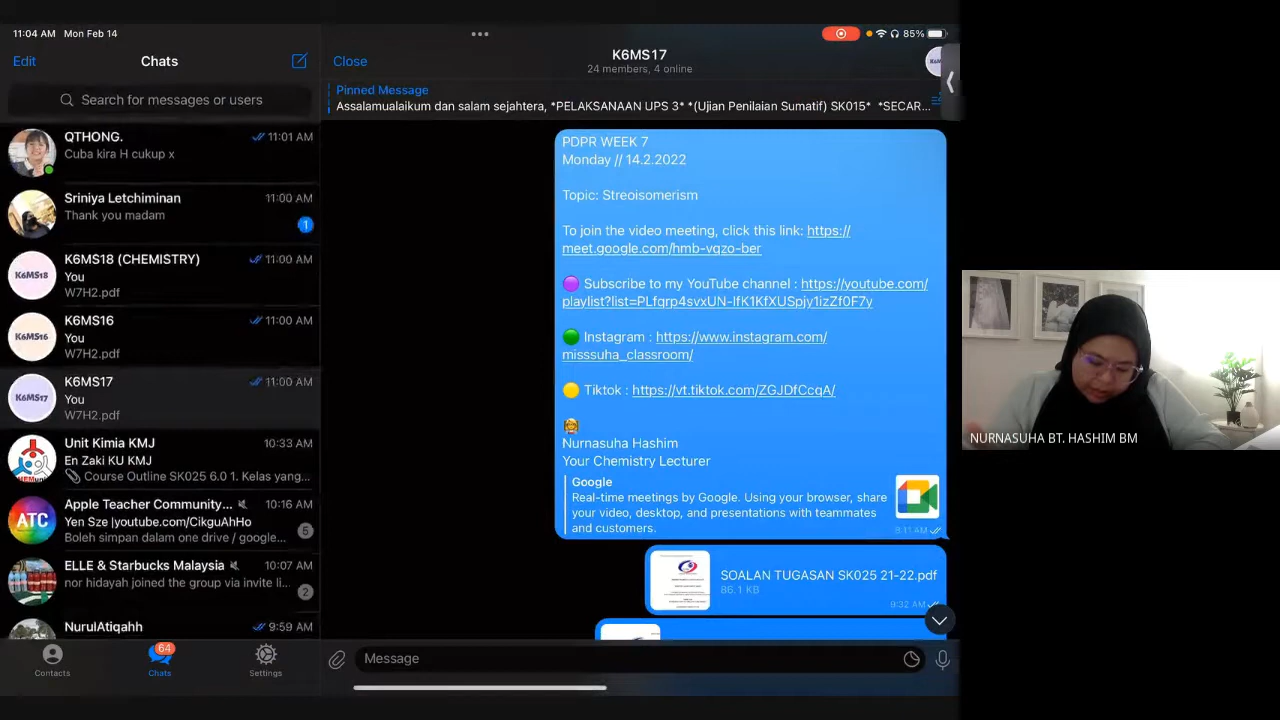 11:04 AM Mon Feb 14
85%
Edit
Chats
Search for messages or users
QTHONG.
11:01 AM
Cuba kira H cukup x
Sriniya Letchiminan
11:00 AM
Thank you madam
1
K6MS18
K6MS18 (CHEMISTRY)
11:00 AM
You
W7H2.pdf
K6MS16
K6MS16
11:00 AM
You
W7H2.pdf
K6MS17
K6MS17
11:00 AM
You
W7H2.pdf
Unit Kimia KMJ
10:33 AM
En Zaki KU KMJ
Course Outline SK025 6.0 1. Kelas yang...
ATC
Apple Teacher Community...
10:16 AM
Yen Sze |youtube.com/CikguAhHo
Boleh simpan dalam one drive / google...
5
ELLE & Starbucks Malaysia
10:07 AM
nor hidayah joined the group via invite li...
2
NurulAtiqahh
9:59 AM
64
Contacts
Chats
Settings
Close
K6MS17
24 members, 4 online
Pinned Message
Assalamualaikum dan salam sejahtera, *PELAKSANAAN UPS 3* *(Ujian Penilaian Sumatif) SK015* *SECAR...
PDPR WEEK 7
Monday // 14.2.2022
Topic: Streoisomerism
To join the video meeting, click this link: https://
meet.google.com/hmb-vqzo-ber
Subscribe to my YouTube channel : https://youtube.com/
playlist?list=PLfqrp4svxUN-IfK1KfXUSpjy1izZf0F7y
Instagram : https://www.instagram.com/
misssuha_classroom/
Tiktok : https://vt.tiktok.com/ZGJDfCcqA/
Nurnasuha Hashim
Your Chemistry Lecturer
Google
Real-time meetings by Google. Using your browser, share
your video, desktop, and presentations with teammates
and customers.
9:11 AM
SOALAN TUGASAN SK025 21-22.pdf
86.1 KB
9:32 AM
Message
NURNASUHA BT. HASHIM BM